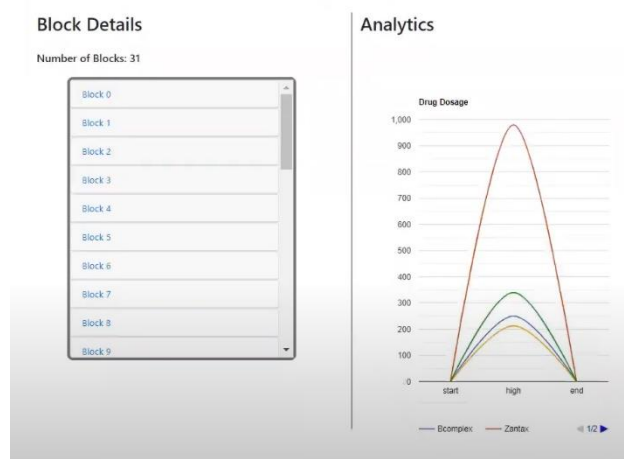 Block Details
Number of Blocks: 31
Block 0
Block 1
Block 2
Block 3
Block 4
Block 5
Block 6
Block 7
Block 8
Block 9
Analytics
Drug Dosage
1,000
900
800
700
600
500
400
300
200
100
0
start high end
Bcomplex Zantax 1/2